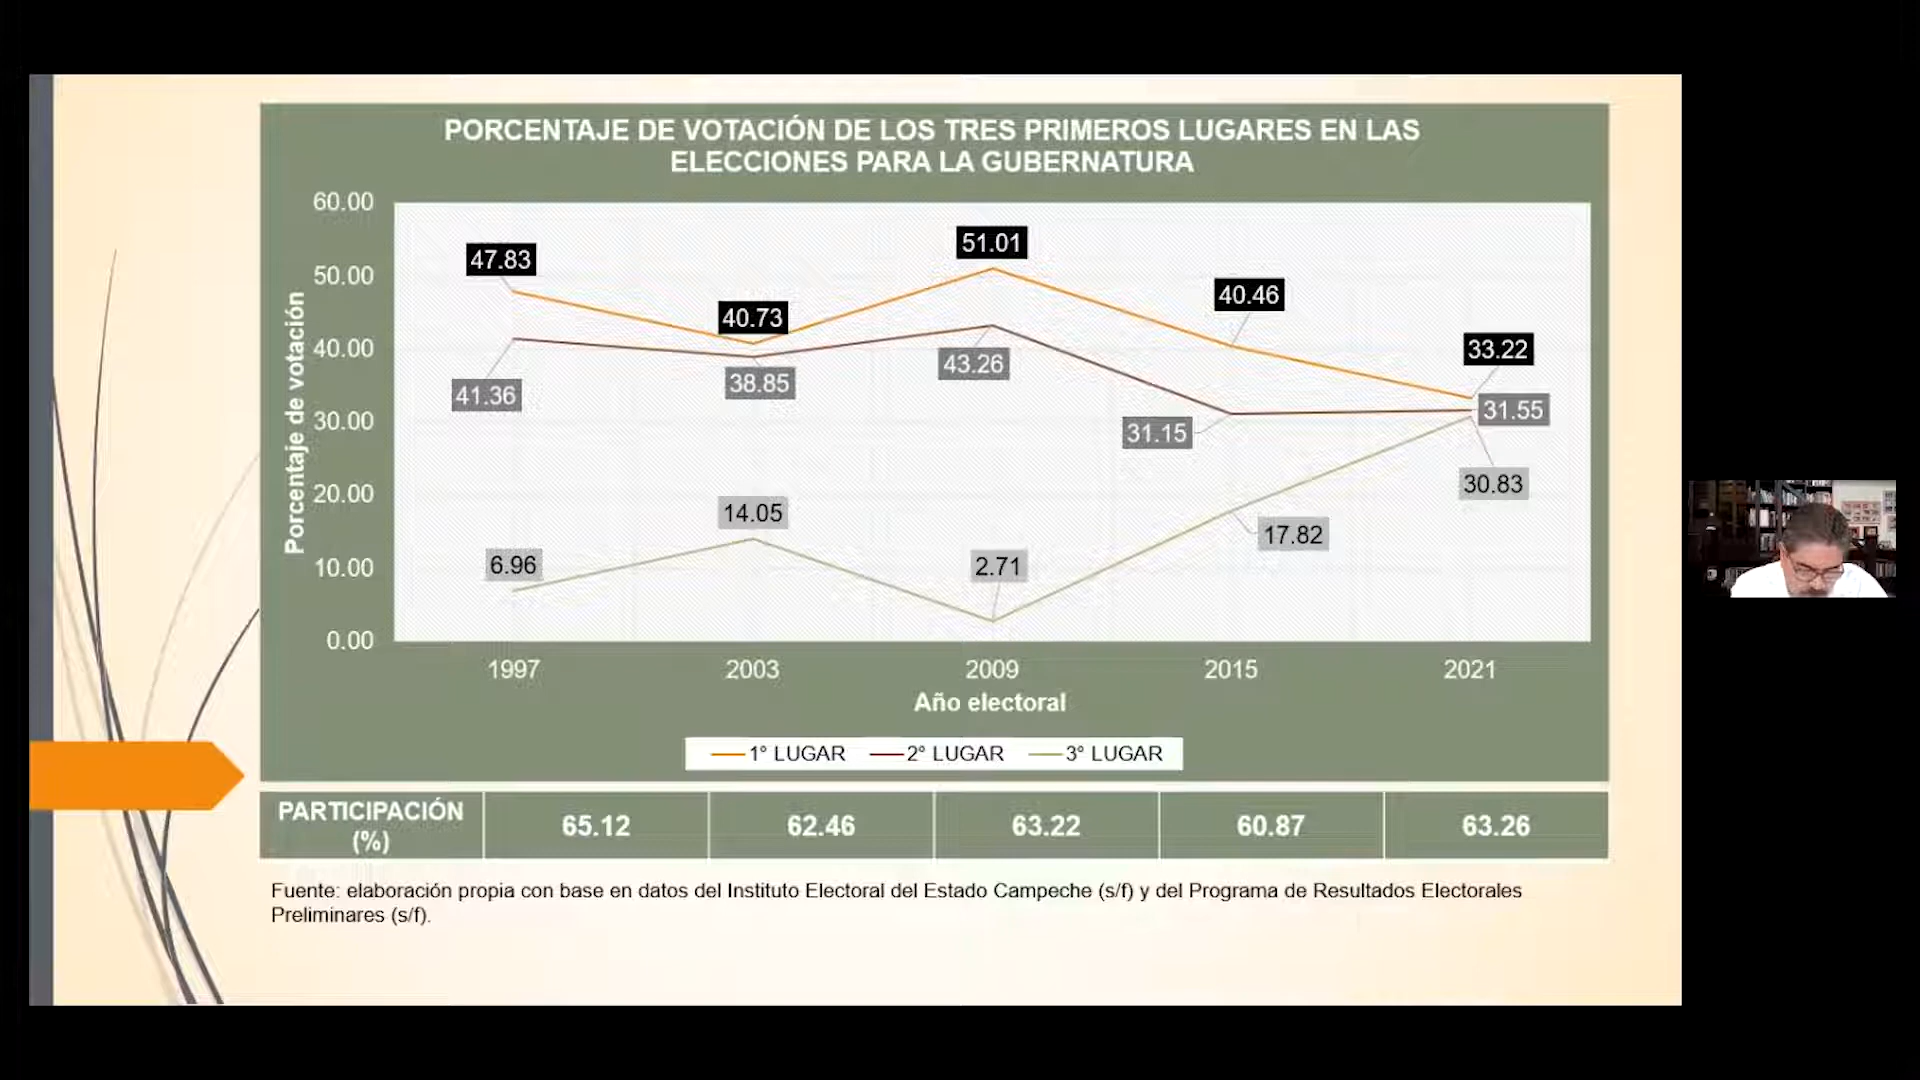 PORCENTAJE DE VOTACIÓN DE LOS TRES PRIMEROS LUGARES EN LAS
ELECCIONES PARA LA GUBERNATURA
Porcentaje de votación
60.00
50.00
40.00
30.00
20.00
10.00
0.00
47.83
40.73
51.01
40.46
33.22
41.36
38.85
43.26
31.15
31.55
6.96
14.05
2.71
17.82
30.83
1997 2003 2009 2015 2021
Año electoral
1° LUGAR 2° LUGAR 3° LUGAR
PARTICIPACIÓN
(%)
65.12 62.46 63.22 60.87 63.26
Fuente: elaboración propia con base en datos del Instituto Electoral del Estado Campeche (s/f) y del Programa de Resultados Electorales
Preliminares (s/f).